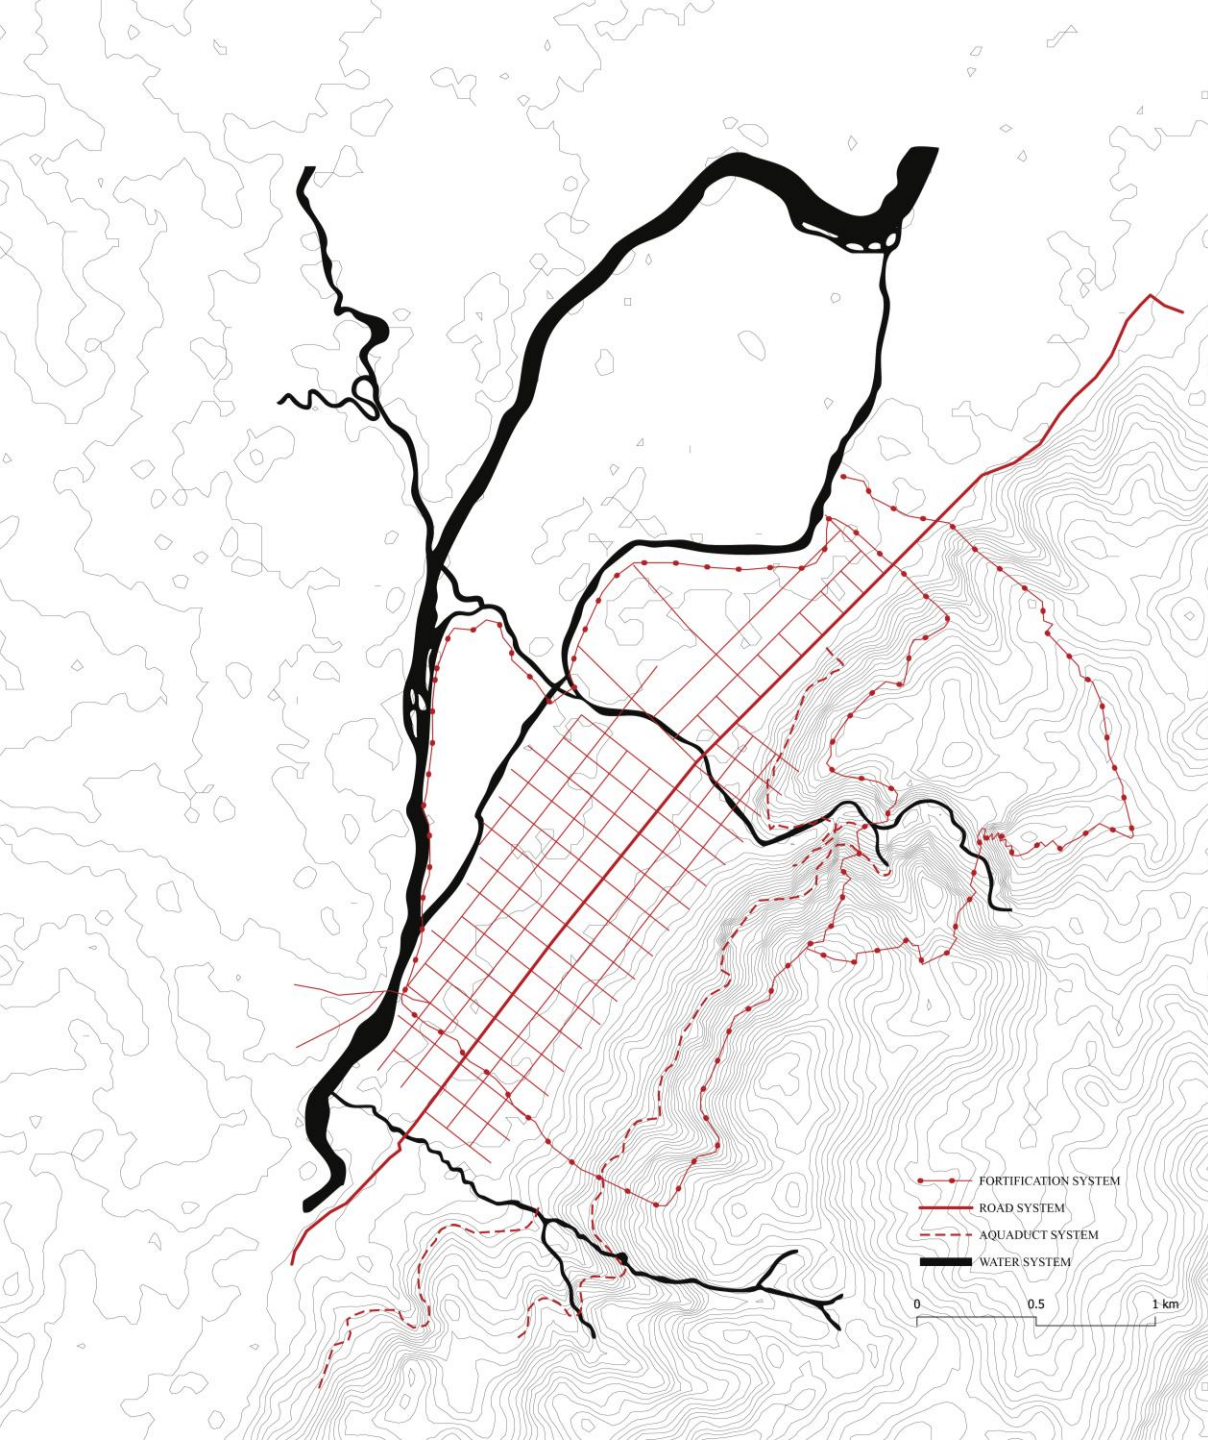 FORTIFICATION SYSTEM
ROAD SYSTEM
AQUADUCT SYSTEM
WATER SYSTEM
0 0.5 1 km